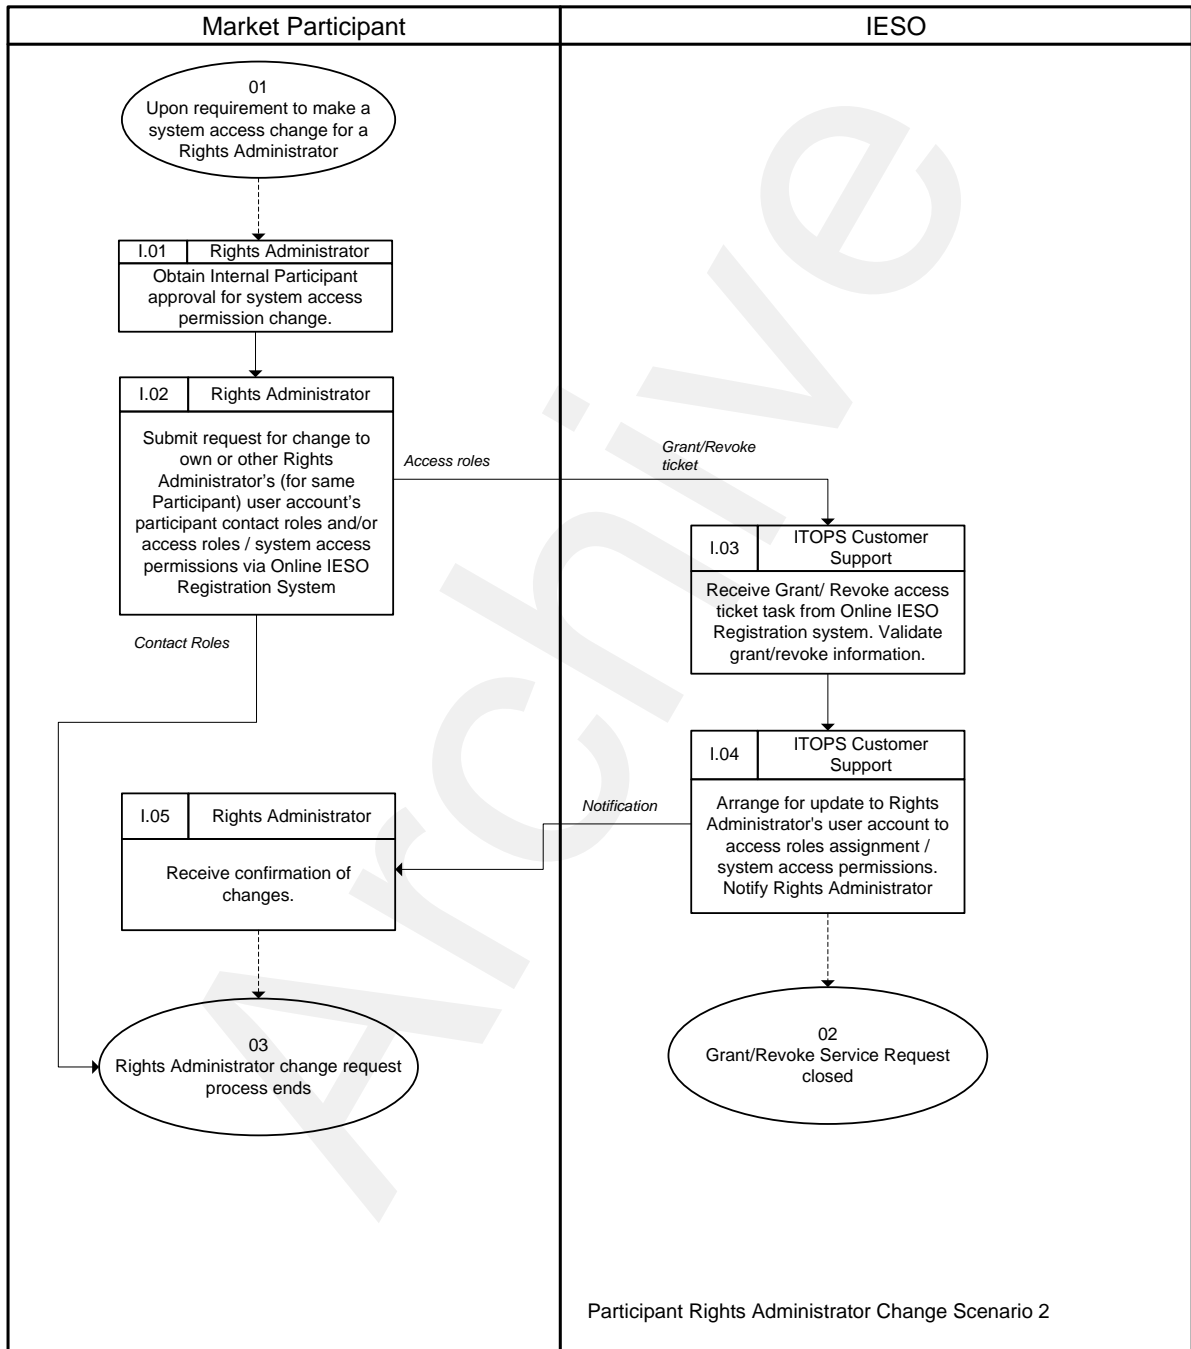 Market Participant
IESO
01
Upon requirement to make a
system access change for a
Rights Administrator
I.01
Rights Administrator
Obtain Internal Participant
approval for system access
permission change.
I.02
Rights Administrator
Submit request for change to
own or other Rights
Administrator's (for same
Participant) user account's
participant contact roles and/or
access roles / system access
permissions via Online IESO
Registration System
Access roles
Grant/Revoke
ticket
I.03
ITOPS Customer
Support
Receive Grant/ Revoke access
ticket task from Online IESO
Registration system. Validate
grant/revoke information.
Contact Roles
I.04
ITOPS Customer
Support
Arrange for update to Rights
Administrator's user account to
access roles assignment /
system access permissions.
Notify Rights Administrator
Notification
I.05
Rights Administrator
Receive confirmation of
changes.
03
Rights Administrator change request
process ends
02
Grant/Revoke Service Request
closed
Participant Rights Administrator Change Scenario 2
Archive